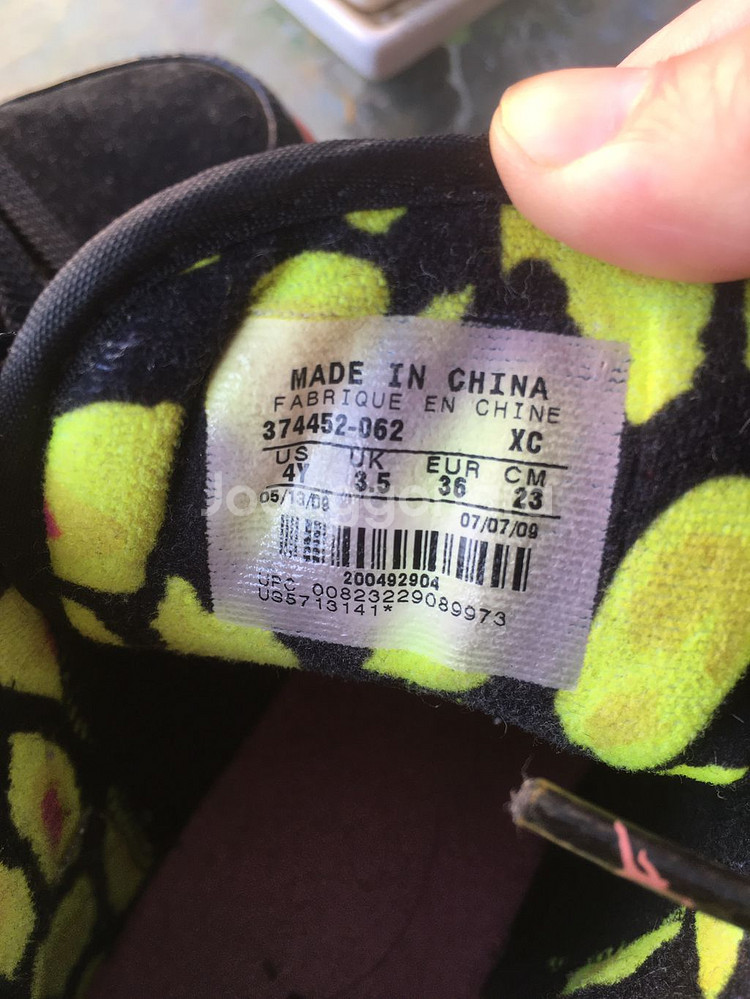 MADE IN CHINA
FABRIQUE EN CHINE
374452-062 XC
US UK EUR CM
4Y 3.5 36 23
05/13/09 07/07/09
200492904
UPC 00823229089973
US5713141*